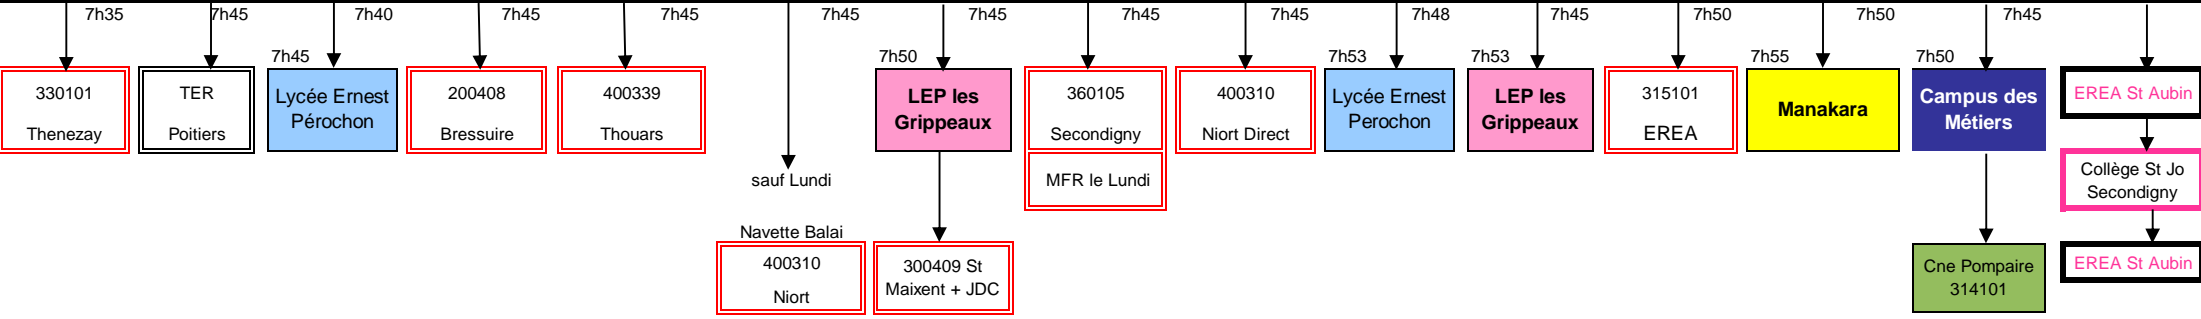 7h35
7h45
7h40
7h45
7h45
7h45
7h45
7h45
7h45
7h48
7h45
7h50
7h50
7h45
7h45
7h50
7h53
7h53
7h55
7h50
330101
Thenezay
TER
Poitiers
Lycée Ernest
Pérochon
200408
Bressuire
400339
Thouars
sauf Lundi
Navette Balai
400310
Niort
LEP les
Grippeaux
300409 St
Maixent + JDC
360105
Secondigny
MFR le Lundi
400310
Niort Direct
Lycée Ernest
Perochon
LEP les
Grippeaux
315101
EREA
Manakara
Campus des
Métiers
Cne Pompaire
314101
EREA St Aubin
Collège St Jo
Secondigny
EREA St Aubin